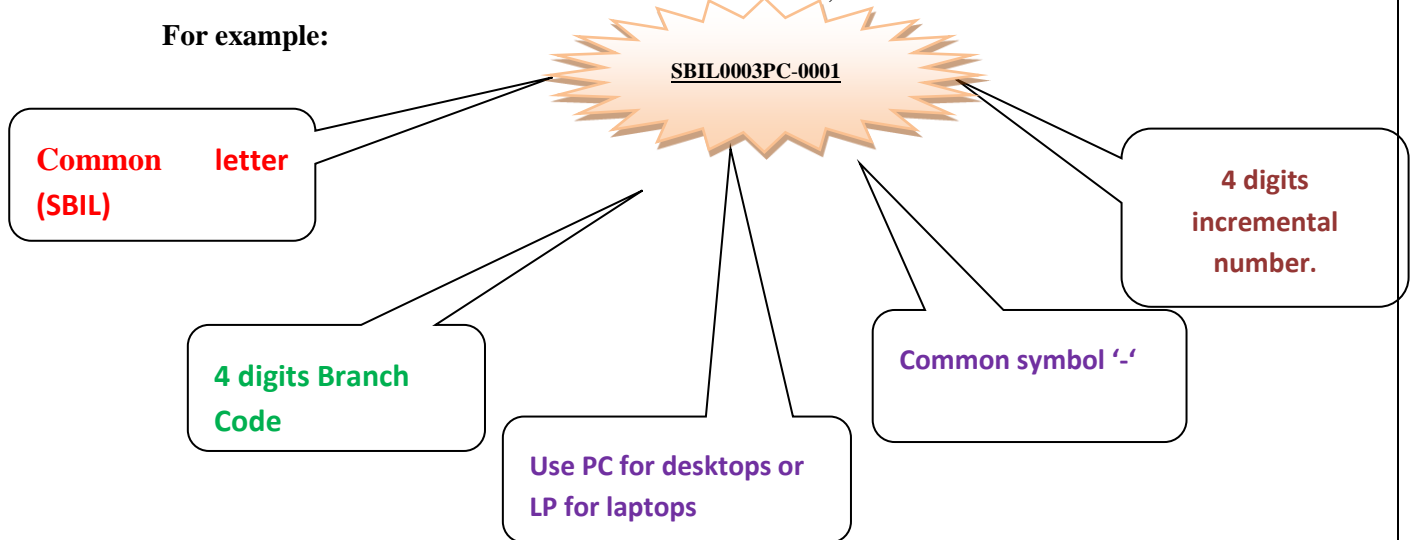 For example:
SBIL0003PC-0001
Common letter
(SBIL)
4 digits
incremental
number.
4 digits Branch
Code
Common symbol ‘-‘
Use PC for desktops or
LP for laptops